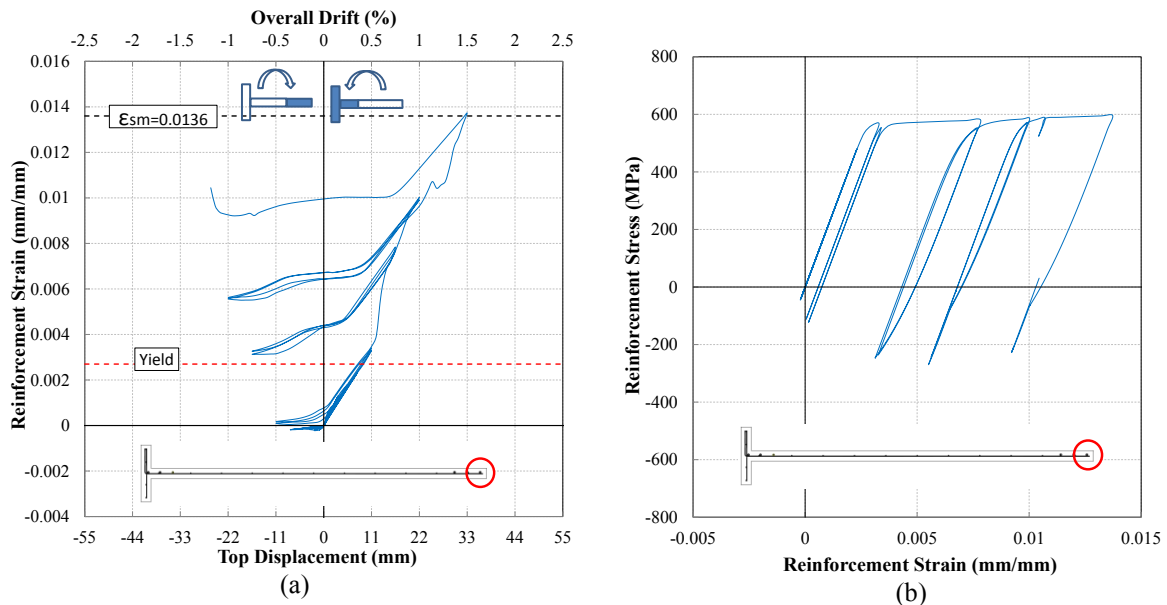 Overall Drift (%)
-2.5 -2 -1.5 -1 -0.5 0 0.5 1 1.5 2 2.5
0.016
0.014
0.012
0.01
0.008
0.006
0.004
0.002
0
-0.002
-0.004
Reinforcement Strain (mm/mm)
εsm=0.0136
Yield
-55 -44 -33 -22 -11 0 11 22 33 44 55
Top Displacement (mm)
(a)
800
600
400
200
0
-200
-400
-600
-800
Reinforcement Stress (MPa)
-0.005 0 0.005 0.01 0.015
Reinforcement Strain (mm/mm)
(b)